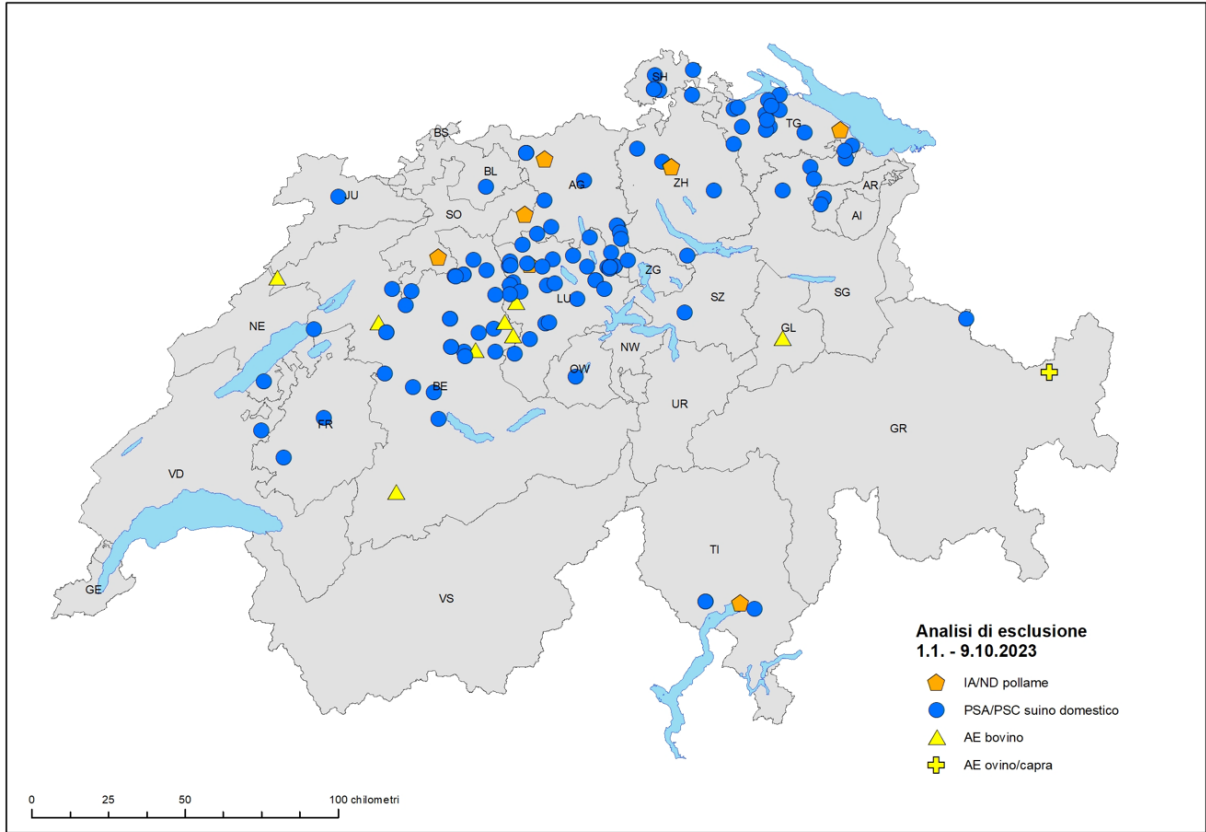 SH
BS
TG
BL
JU
AG
ZH
AR
SO
AI
ZG
LU
SZ
SG
NE
GL
NW
OW
BE
UR
FR
GR
VD
TI
GE
VS
Analisi di esclusione
1.1. - 9.10.2023
IA/ND pollame
PSA/PSC suino domestico
AE bovino
AE ovino/capra
0 25 50 100 chilometri